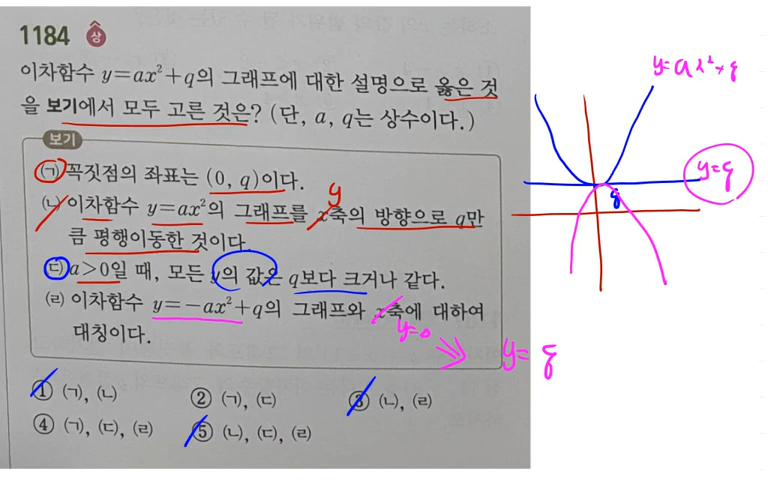 1184 상
이차함수 y=ax²+q의 그래프에 대한 설명으로 옳은 것
을 보기에서 모두 고른 것은? (단, a, q는 상수이다.)
보기
(ㄱ) 꼭짓점의 좌표는 (0, q)이다.
y
(ㄴ) 이차함수 y=ax²의 그래프를 x축의 방향으로 q만
큼 평행이동한 것이다.
(ㄷ) a>0일 때, 모든 y의 값은 q보다 크거나 같다.
(ㄹ) 이차함수 y=-ax²+q의 그래프와 x축에 대하여
대칭이다.
y=0
y=q
① (ㄱ), (ㄴ) ② (ㄱ), (ㄷ) ③ (ㄴ), (ㄹ)
④ (ㄱ), (ㄷ), (ㄹ) ⑤ (ㄴ), (ㄷ), (ㄹ)
y=ax²+q
y=q
q